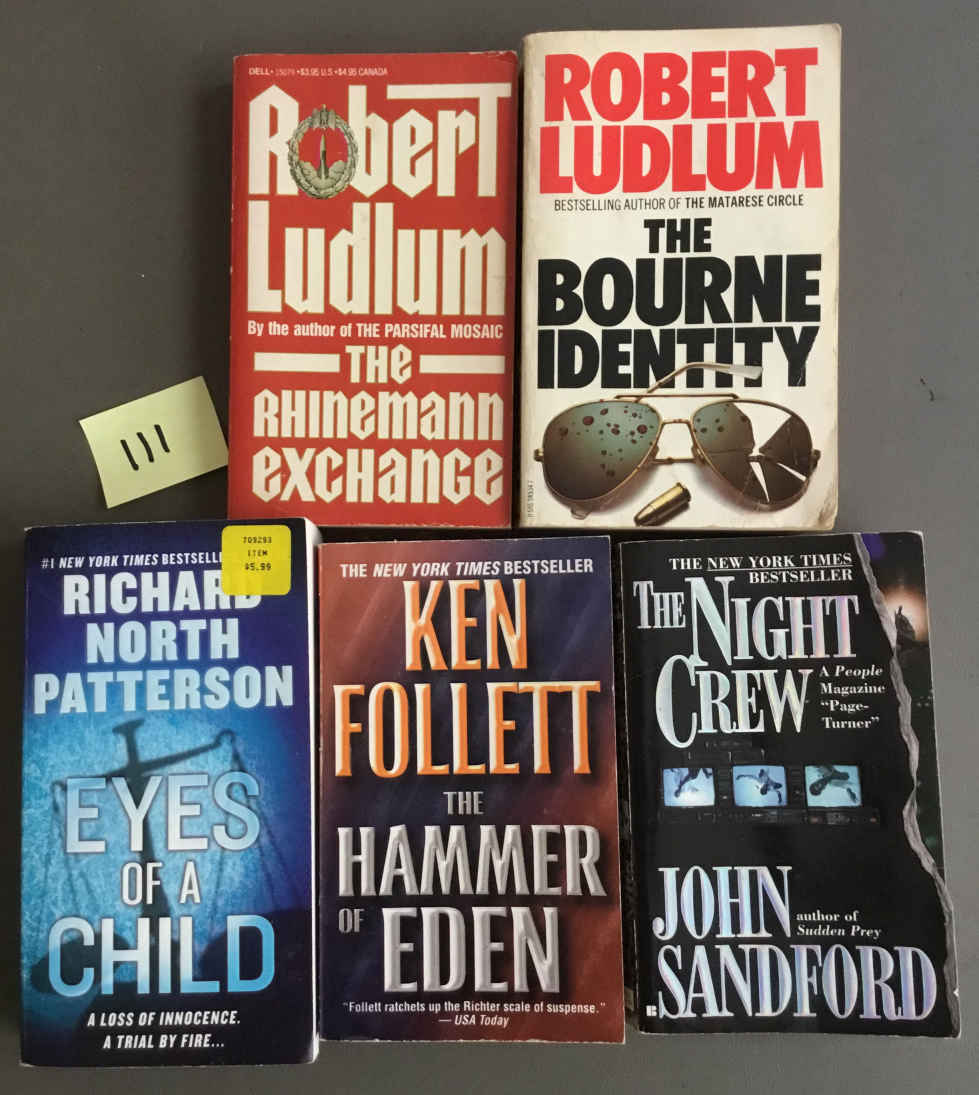 DELL • 15079 • $3.95 U.S. • $4.95 CANADA
Robert
Ludlum
By the author of THE PARSIFAL MOSAIC
THE
RHINEMANN
EXCHANGE
ROBERT
LUDLUM
BESTSELLING AUTHOR OF THE MATARESE CIRCLE
THE
BOURNE
IDENTITY
111
#1 NEW YORK TIMES BESTSELL
709293
ITEM
$5.99
RICHARD
NORTH
PATTERSON
EYES
OF A
CHILD
A LOSS OF INNOCENCE.
A TRIAL BY FIRE...
THE NEW YORK TIMES BESTSELLER
KEN
FOLLETT
THE
HAMMER
OF EDEN
"Follett ratchets up the Richter scale of suspense."
— USA Today
THE NEW YORK TIMES
BESTSELLER
THE NIGHT
CREW
A People
Magazine
"Page-
Turner"
JOHN
author of
Sudden Prey
SANDFORD